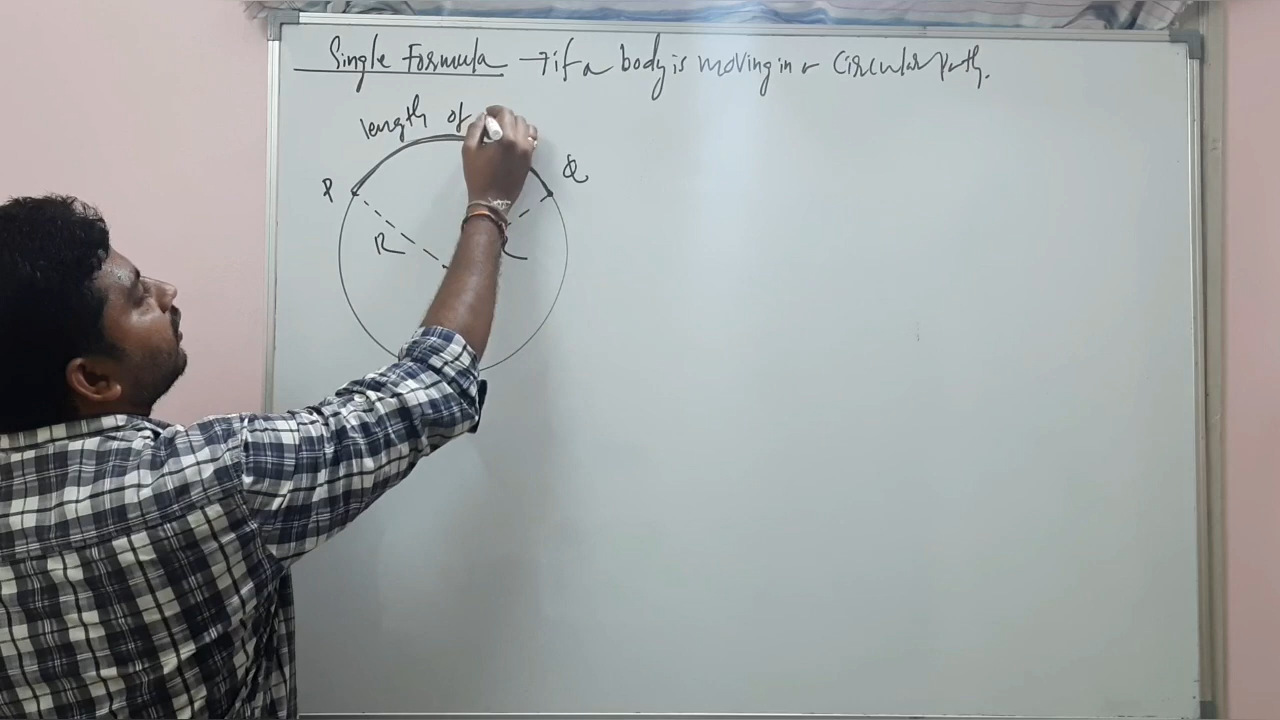 Single Formula → if a body is moving in a Circular Path.
length of
P
Q
R